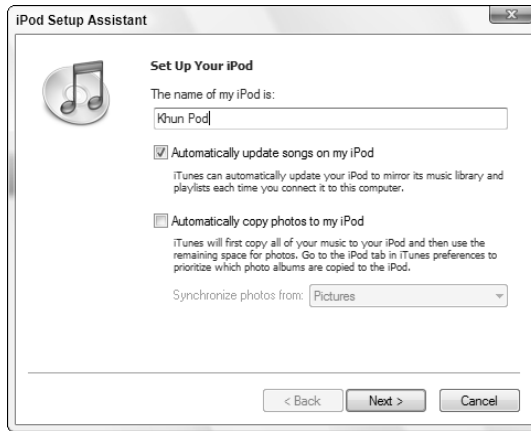 iPod Setup Assistant
X
Set Up Your iPod
The name of my iPod is:
Khun Pod
Automatically update songs on my iPod
iTunes can automatically update your iPod to mirror its music library and
playlists each time you connect it to this computer.
Automatically copy photos to my iPod
iTunes will first copy all of your music to your iPod and then use the
remaining space for photos. Go to the iPod tab in iTunes preferences to
prioritize which photo albums are copied to the iPod.
Synchronize photos from: Pictures
< Back Next > Cancel